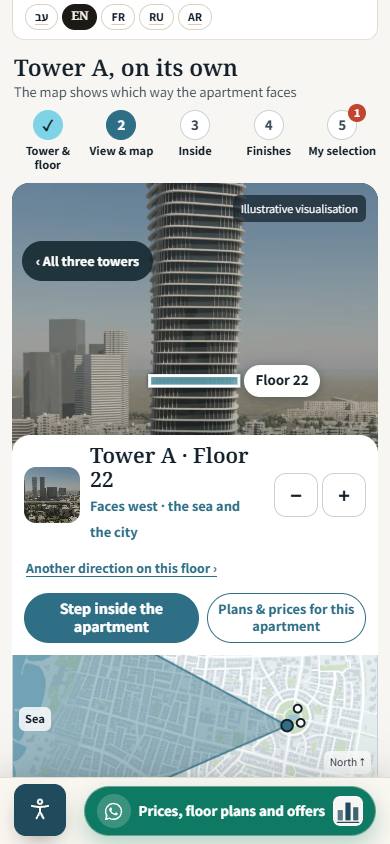 עב
EN
FR
RU
AR
Tower A, on its own
The map shows which way the apartment faces
✓
2
3
4
5
1
Tower &
floor
View & map
Inside
Finishes
My selection
Illustrative visualisation
‹ All three towers
Floor 22
Tower A · Floor
22
Faces west · the sea and
the city
−
+
Another direction on this floor ›
Step inside the
apartment
Plans & prices for this
apartment
Sea
North ↑
Prices, floor plans and offers